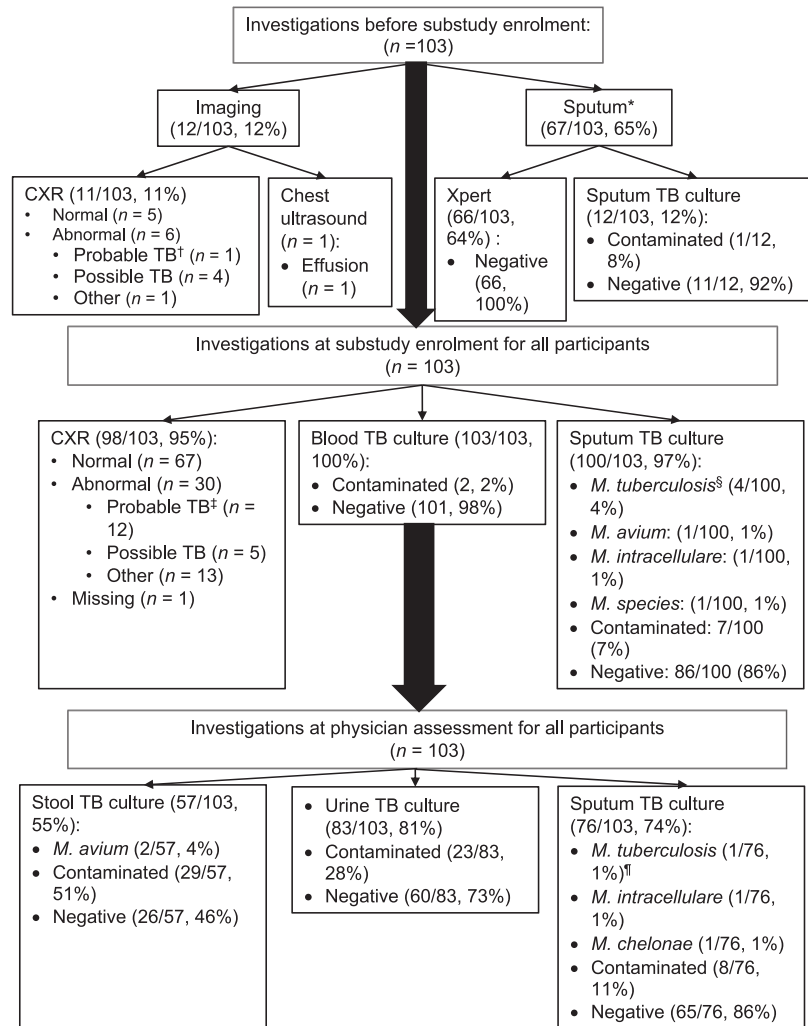 Investigations before substudy enrolment:
(n =103)
Imaging
(12/103, 12%)
Sputum*
(67/103, 65%)
CXR (11/103, 11%)
• Normal (n = 5)
• Abnormal (n = 6)
• Probable TB† (n = 1)
• Possible TB (n = 4)
• Other (n = 1)
Chest
ultrasound
(n = 1):
• Effusion
(n = 1)
Xpert
(66/103,
64%) :
• Negative
(66,
100%)
Sputum TB culture
(12/103, 12%):
• Contaminated (1/12,
8%)
• Negative (11/12, 92%)
Investigations at substudy enrolment for all participants
(n = 103)
CXR (98/103, 95%):
• Normal (n = 67)
• Abnormal (n = 30)
• Probable TB‡ (n =
12)
• Possible TB (n = 5)
• Other (n = 13)
• Missing (n = 1)
Blood TB culture (103/103,
100%):
• Contaminated (2, 2%)
• Negative (101, 98%)
Sputum TB culture
(100/103, 97%):
• M. tuberculosis§ (4/100,
4%)
• M. avium: (1/100, 1%)
• M. intracellulare: (1/100,
1%)
• M. species: (1/100, 1%)
• Contaminated: 7/100
(7%)
• Negative: 86/100 (86%)
Investigations at physician assessment for all participants
(n = 103)
Stool TB culture (57/103,
55%):
• M. avium (2/57, 4%)
• Contaminated (29/57,
51%)
• Negative (26/57, 46%)
• Urine TB culture
(83/103, 81%)
• Contaminated (23/83,
28%)
• Negative (60/83, 73%)
Sputum TB culture
(76/103, 74%):
• M. tuberculosis (1/76,
1%)¶
• M. intracellulare (1/76,
1%)
• M. chelonae (1/76, 1%)
• Contaminated (8/76,
11%)
• Negative (65/76, 86%)